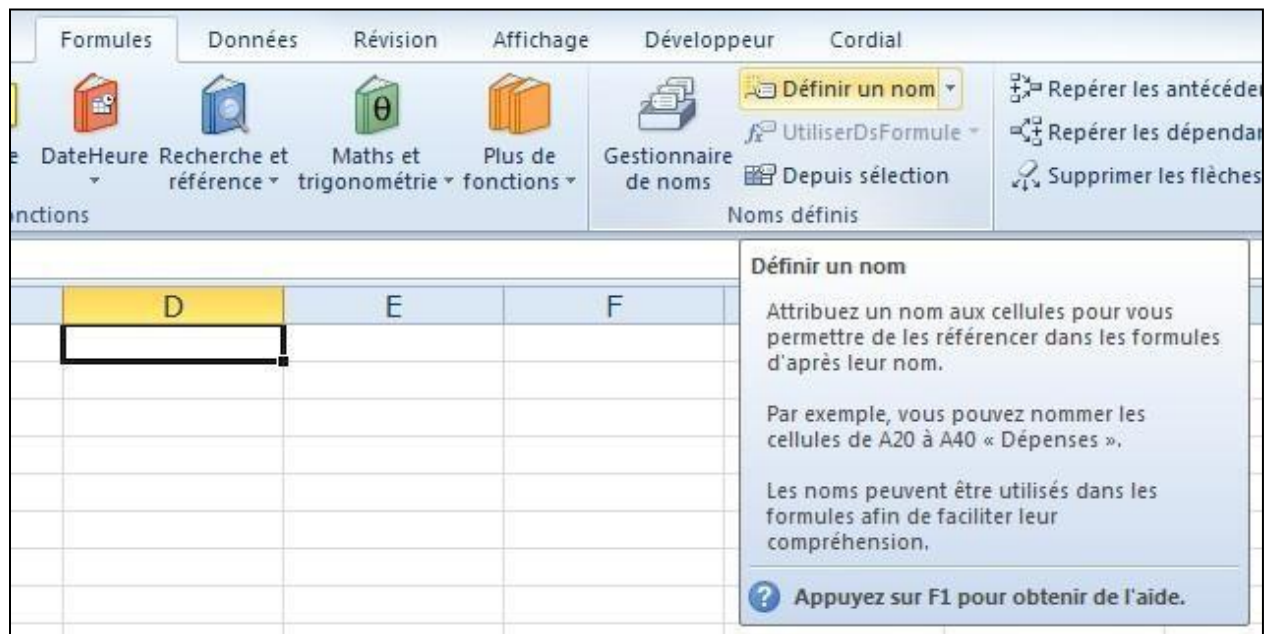 Formules Données Révision Affichage Développeur Cordial
Définir un nom Repérer les antécéder
UtiliserDsFormule Repérer les dépendar
e DateHeure Recherche et référence Maths et trigonométrie Plus de fonctions Gestionnaire de noms
Depuis sélection Supprimer les flèches
nctions Noms définis
Définir un nom
D E F
Attribuez un nom aux cellules pour vous
permettre de les référencer dans les formules
d'après leur nom.
Par exemple, vous pouvez nommer les
cellules de A20 à A40 « Dépenses ».
Les noms peuvent être utilisés dans les
formules afin de faciliter leur
compréhension.
Appuyez sur F1 pour obtenir de l'aide.